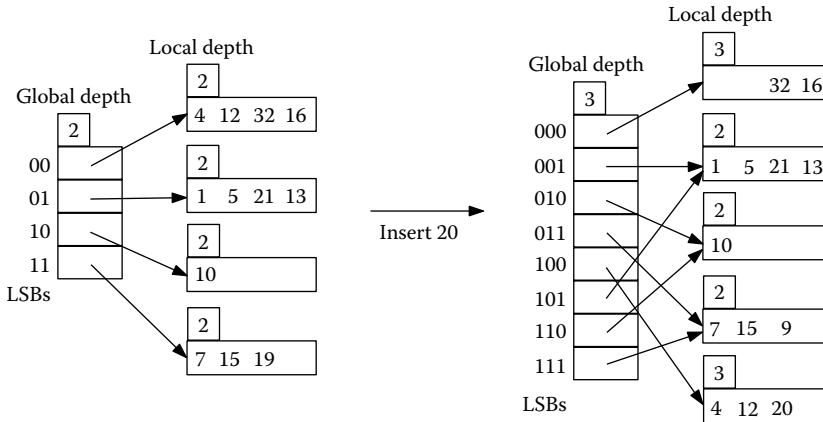 Local depth
Global depth
2
2
4 12 32 16
00
01
10
11
LSBs
2
1 5 21 13
2
10
2
7 15 19
Insert 20
Local depth
Global depth
3
3
32 16
000
001
010
011
100
101
110
111
LSBs
2
1 5 21 13
2
10
2
7 15 9
3
4 12 20